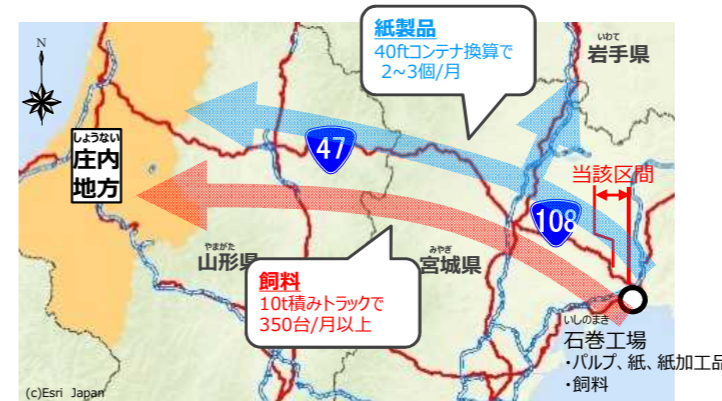 紙製品
40ftコンテナ換算で
2~3個/月
いわて
岩手県
N
47
しょうない
庄内
地方
当該区間
108
やまがた
山形県
みやぎ
宮城県
飼料
10t積みトラックで
350台/月以上
いしのまき
石巻工場
・パルプ、紙、紙加工品
・飼料
(c)Esri Japan